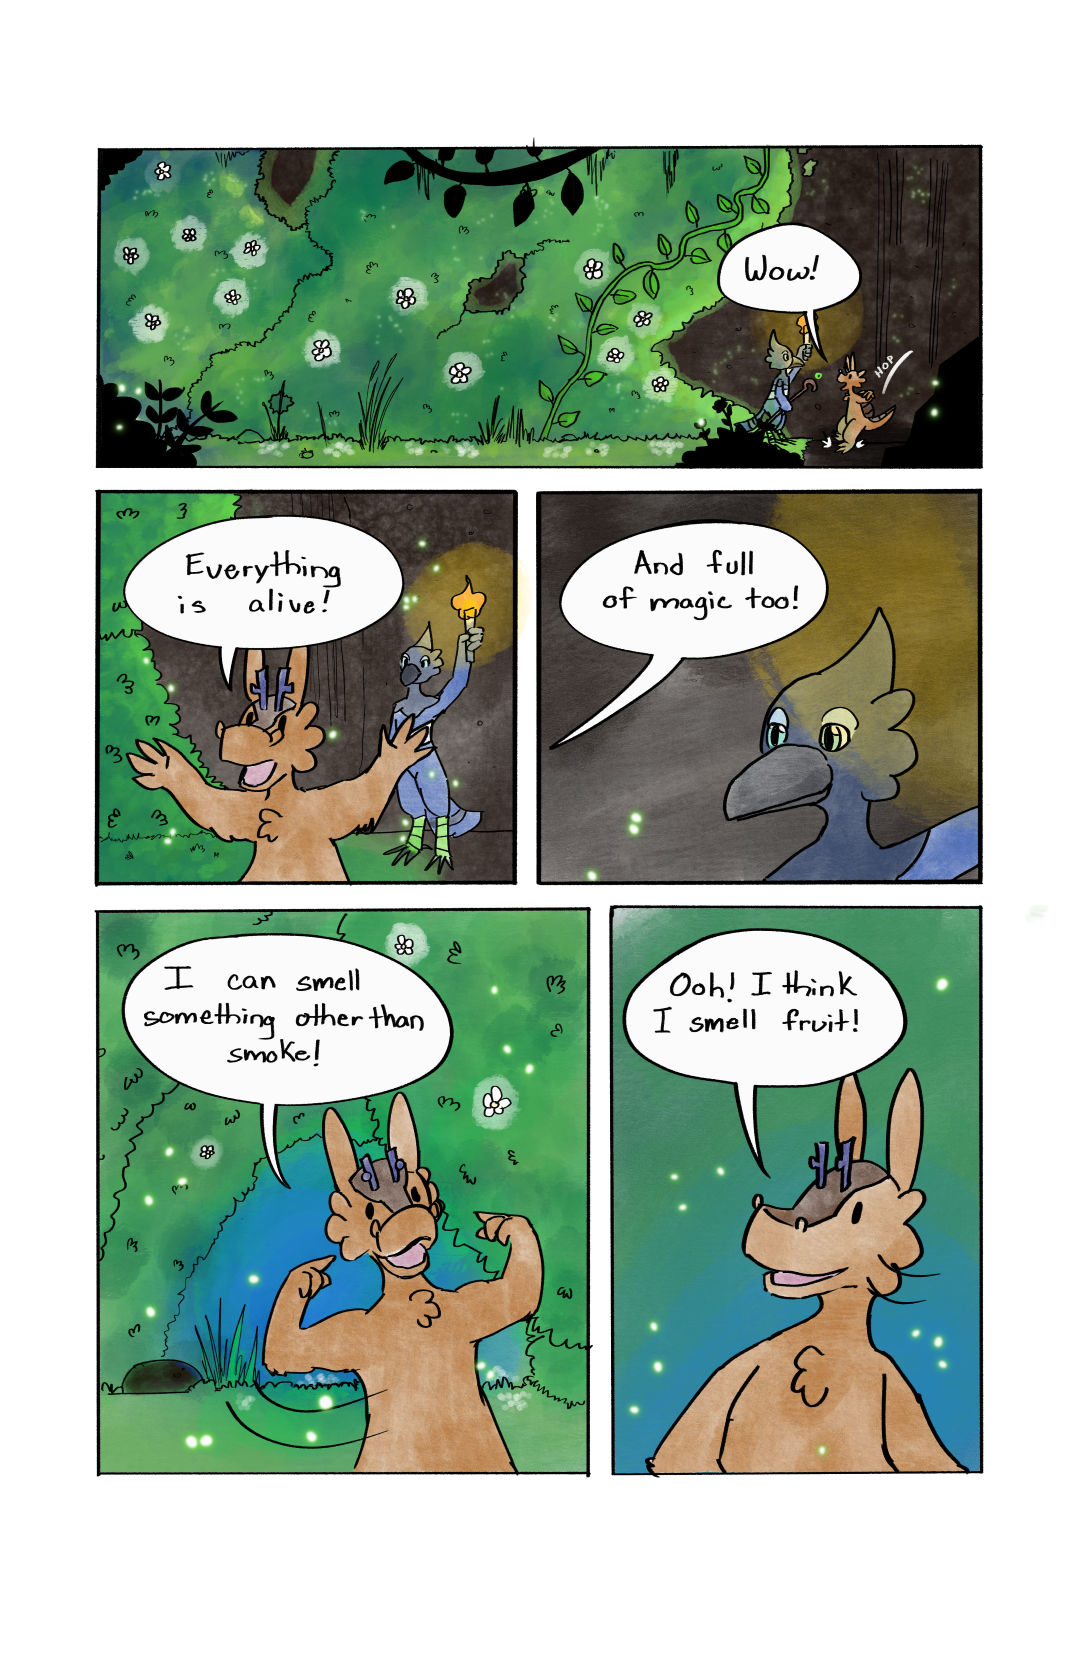 Wow!
HOP
Everything
is alive!
And full
of magic too!
I can smell
something other than
smoke!
Ooh! I think
I smell fruit!